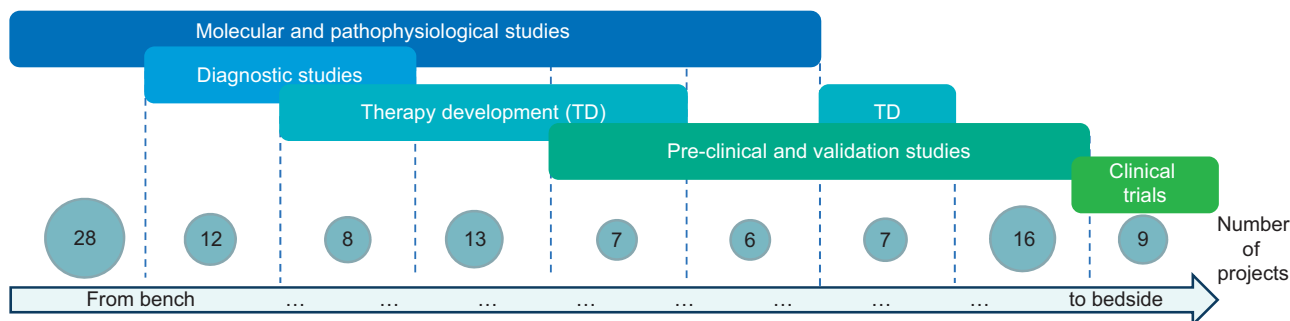 Molecular and pathophysiological studies
Diagnostic studies
Therapy development (TD)
TD
Pre-clinical and validation studies
Clinical
trials
28
12
8
13
7
6
7
16
9
Number
of
projects
From bench … … … … … … … … to bedside